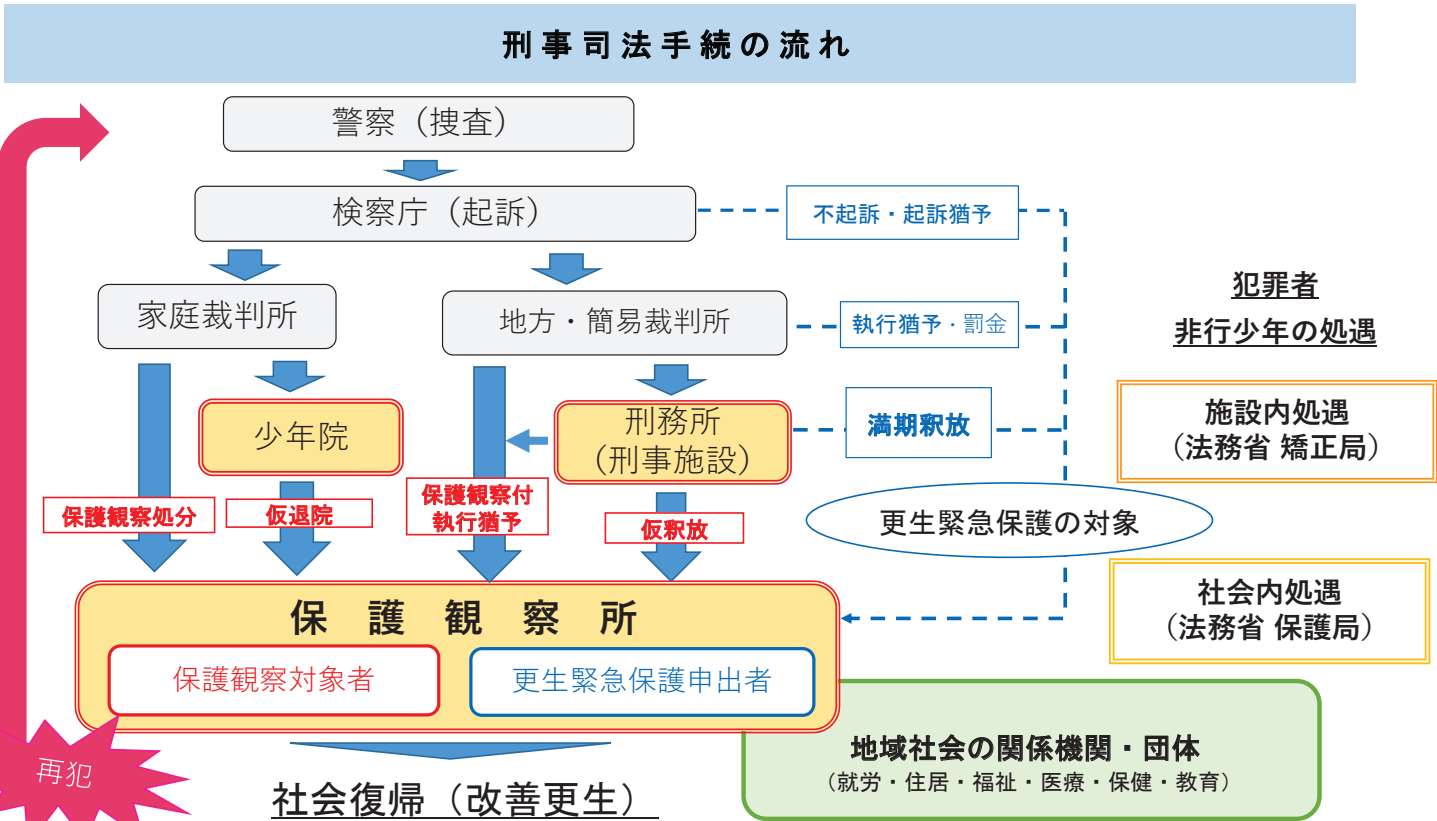 刑事司法手続の流れ
警察（捜査）
検察庁（起訴）
不起訴・起訴猶予
家庭裁判所
地方・簡易裁判所
執行猶予・罰金
少年院
刑務所
（刑事施設）
満期釈放
保護観察処分
仮退院
保護観察付
執行猶予
仮釈放
更生緊急保護の対象
保護観察所
保護観察対象者
更生緊急保護申出者
犯罪者
非行少年の処遇
施設内処遇
（法務省 矯正局）
社会内処遇
（法務省 保護局）
地域社会の関係機関・団体
（就労・住居・福祉・医療・保健・教育）
再犯
社会復帰（改善更生）